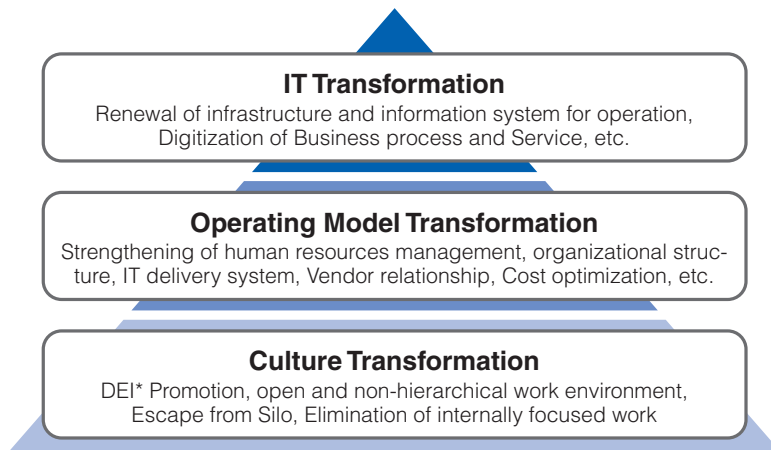 IT Transformation
Renewal of infrastructure and information system for operation,
Digitization of Business process and Service, etc.
Operating Model Transformation
Strengthening of human resources management, organizational struc-
ture, IT delivery system, Vendor relationship, Cost optimization, etc.
Culture Transformation
DEI* Promotion, open and non-hierarchical work environment,
Escape from Silo, Elimination of internally focused work